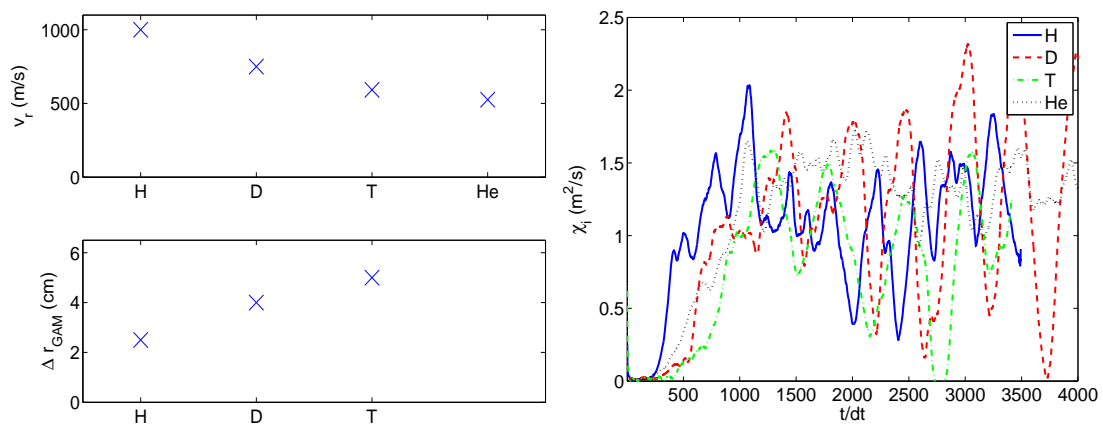 v_r (m/s)
1000
500
0
H D T He
Δ r_GAM (cm)
6
4
2
0
H D T
χ_i (m^2/s)
2.5
2
1.5
1
0.5
0
500 1000 1500 2000 2500 3000 3500 4000
t/dt
H
D
T
He